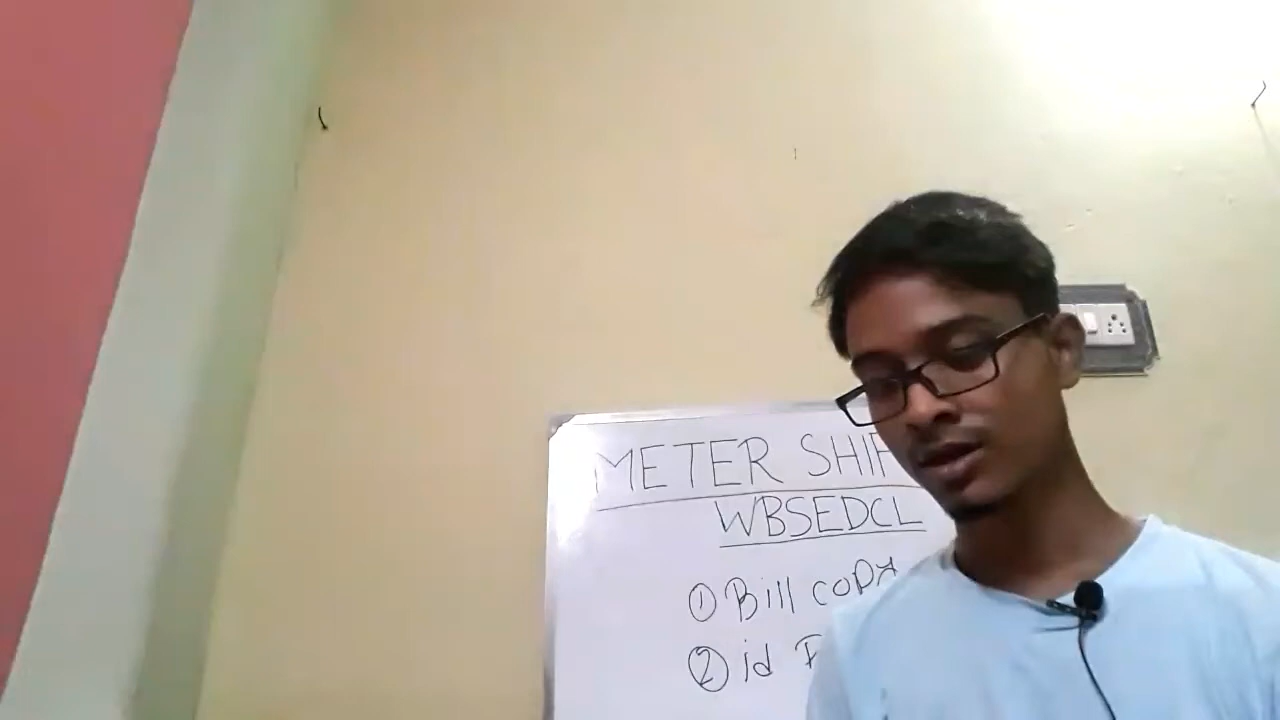 METER SHIF
WBSEDCL
① Bill copy
② id